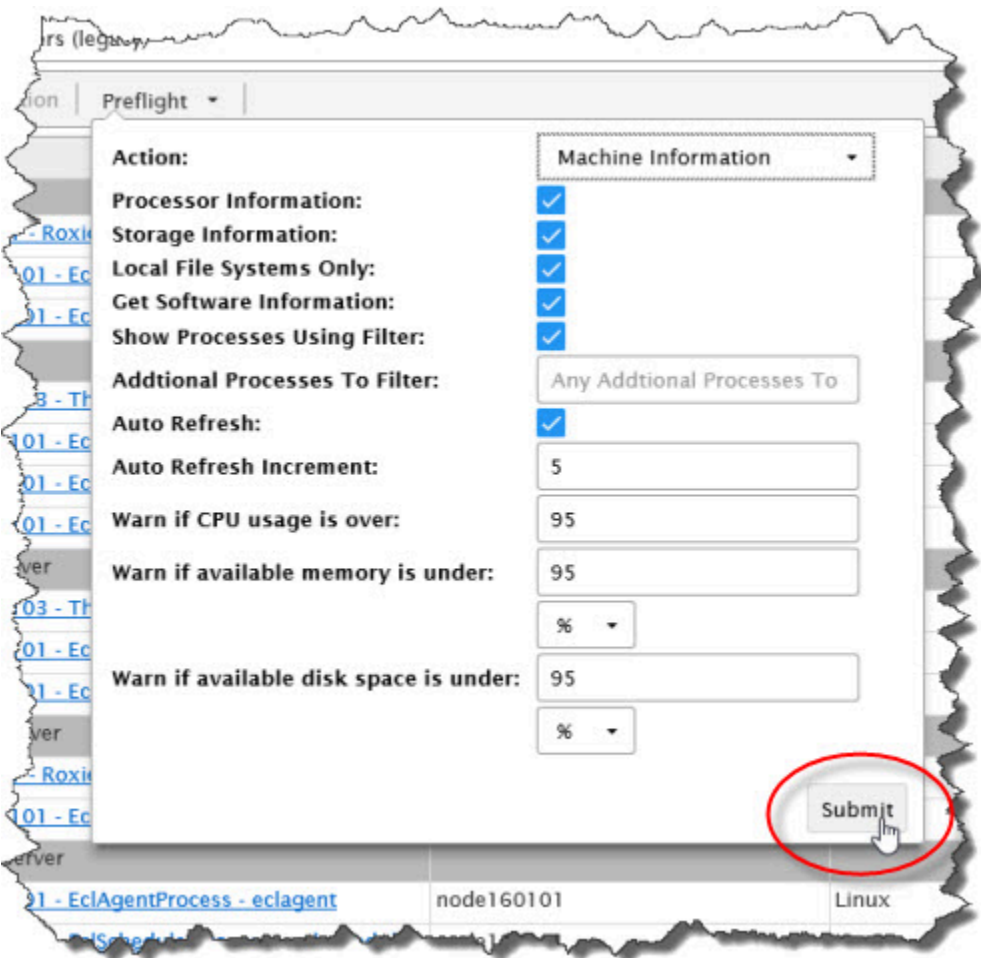 (legacy
Preflight
Action: Machine Information
Processor Information:
Storage Information:
Local File Systems Only:
Get Software Information:
Show Processes Using Filter:
Addtional Processes To Filter: Any Addtional Processes To
Auto Refresh:
Auto Refresh Increment: 5
Warn if CPU usage is over: 95
Warn if available memory is under: 95
%
Warn if available disk space is under: 95
%
Submit
- Roxie
01 - Ec
01 - Ec
3 - Th
101 - Ec
01 - Ec
01 - Ec
ver
03 - Th
01 - Ec
01 - Ec
ver
- Roxie
101 - Ec
erver
01 - EclAgentProcess - eclagent node160101 Linux